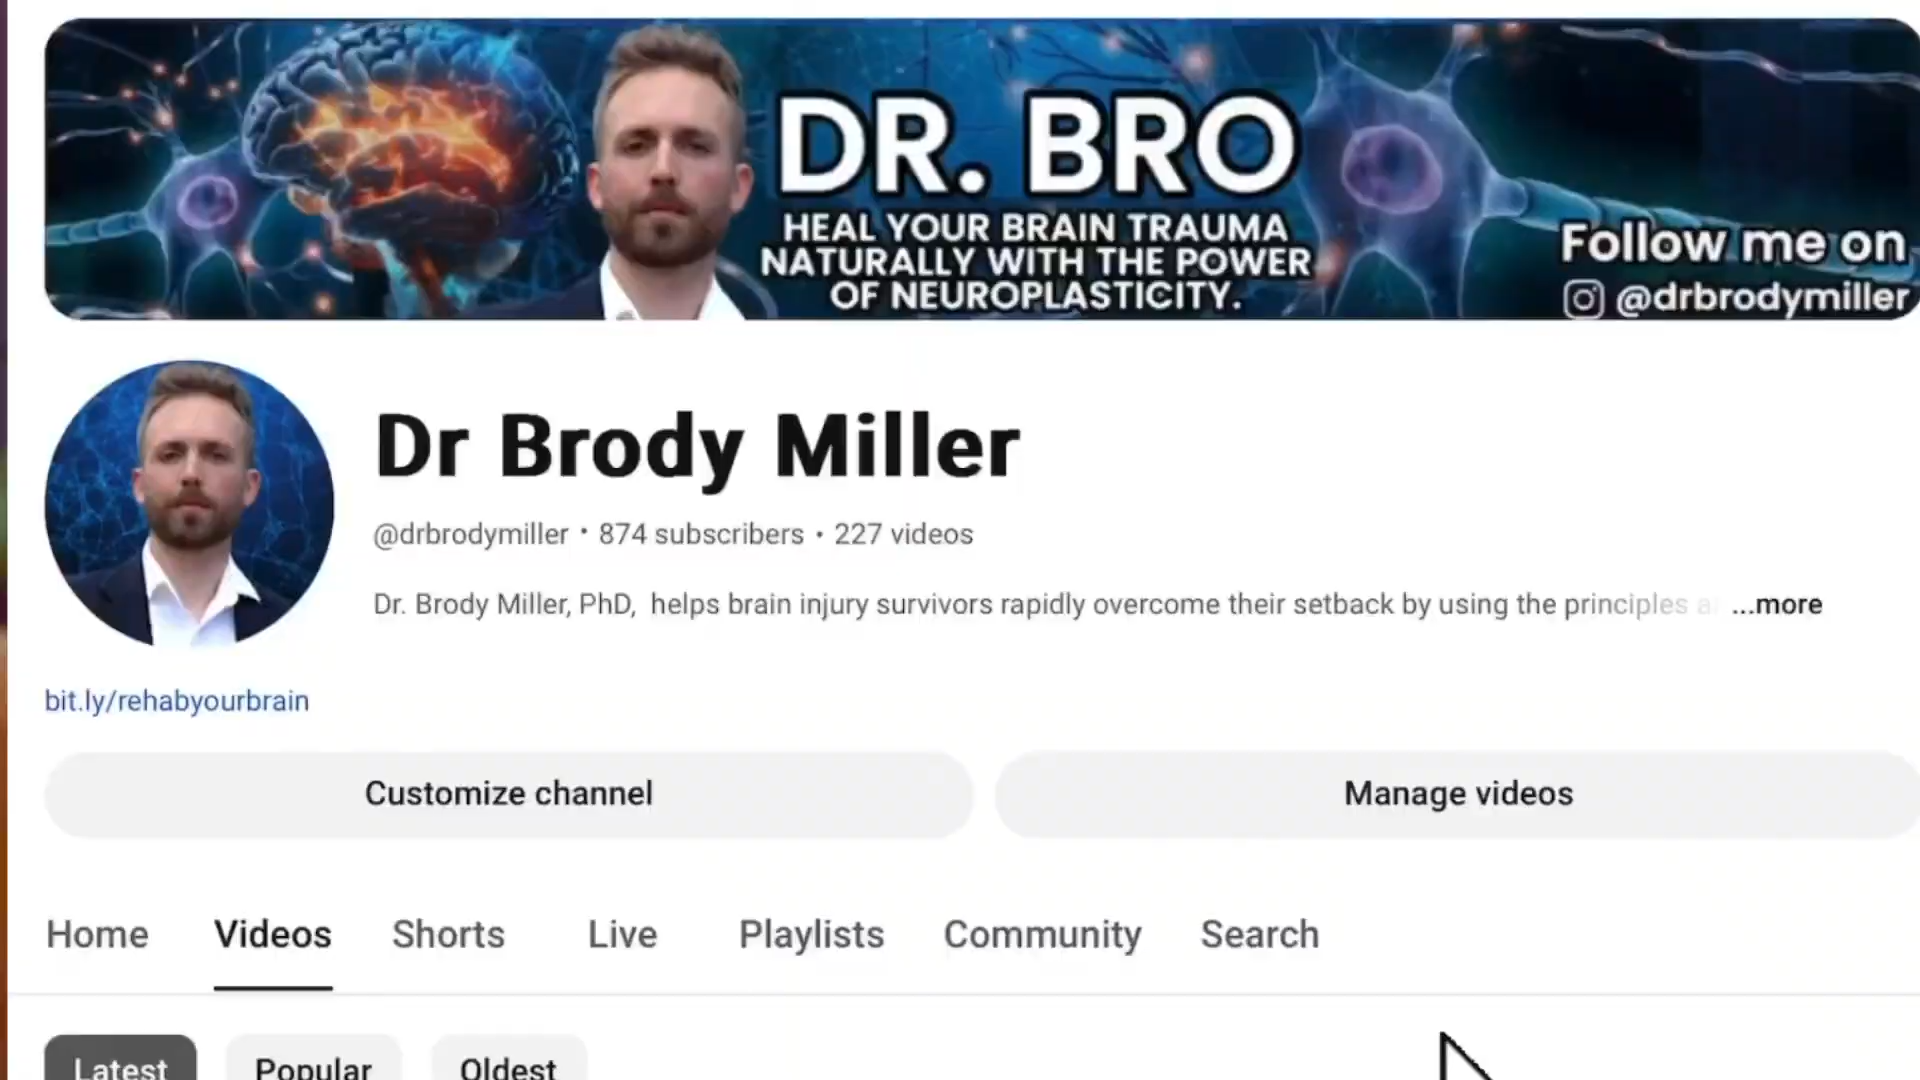 DR. BRO
HEAL YOUR BRAIN TRAUMA
NATURALLY WITH THE POWER
OF NEUROPLASTICITY.
Follow me on
@drbrodymiller
Dr Brody Miller
@drbrodymiller • 874 subscribers • 227 videos
Dr. Brody Miller, PhD, helps brain injury survivors rapidly overcome their setback by using the principles ...more
bit.ly/rehabyourbrain
Customize channel
Manage videos
Home Videos Shorts Live Playlists Community Search
Latest Popular Oldest